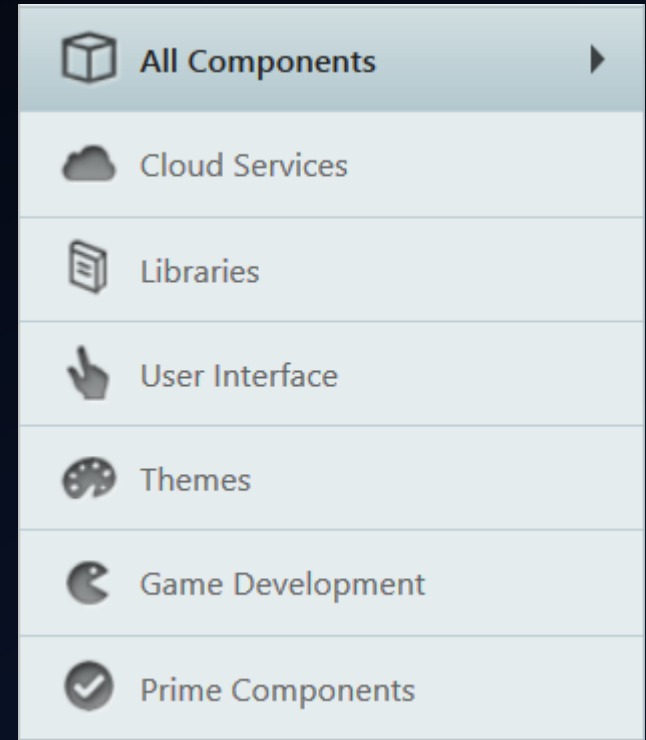 All Components
Cloud Services
Libraries
User Interface
Themes
Game Development
Prime Components